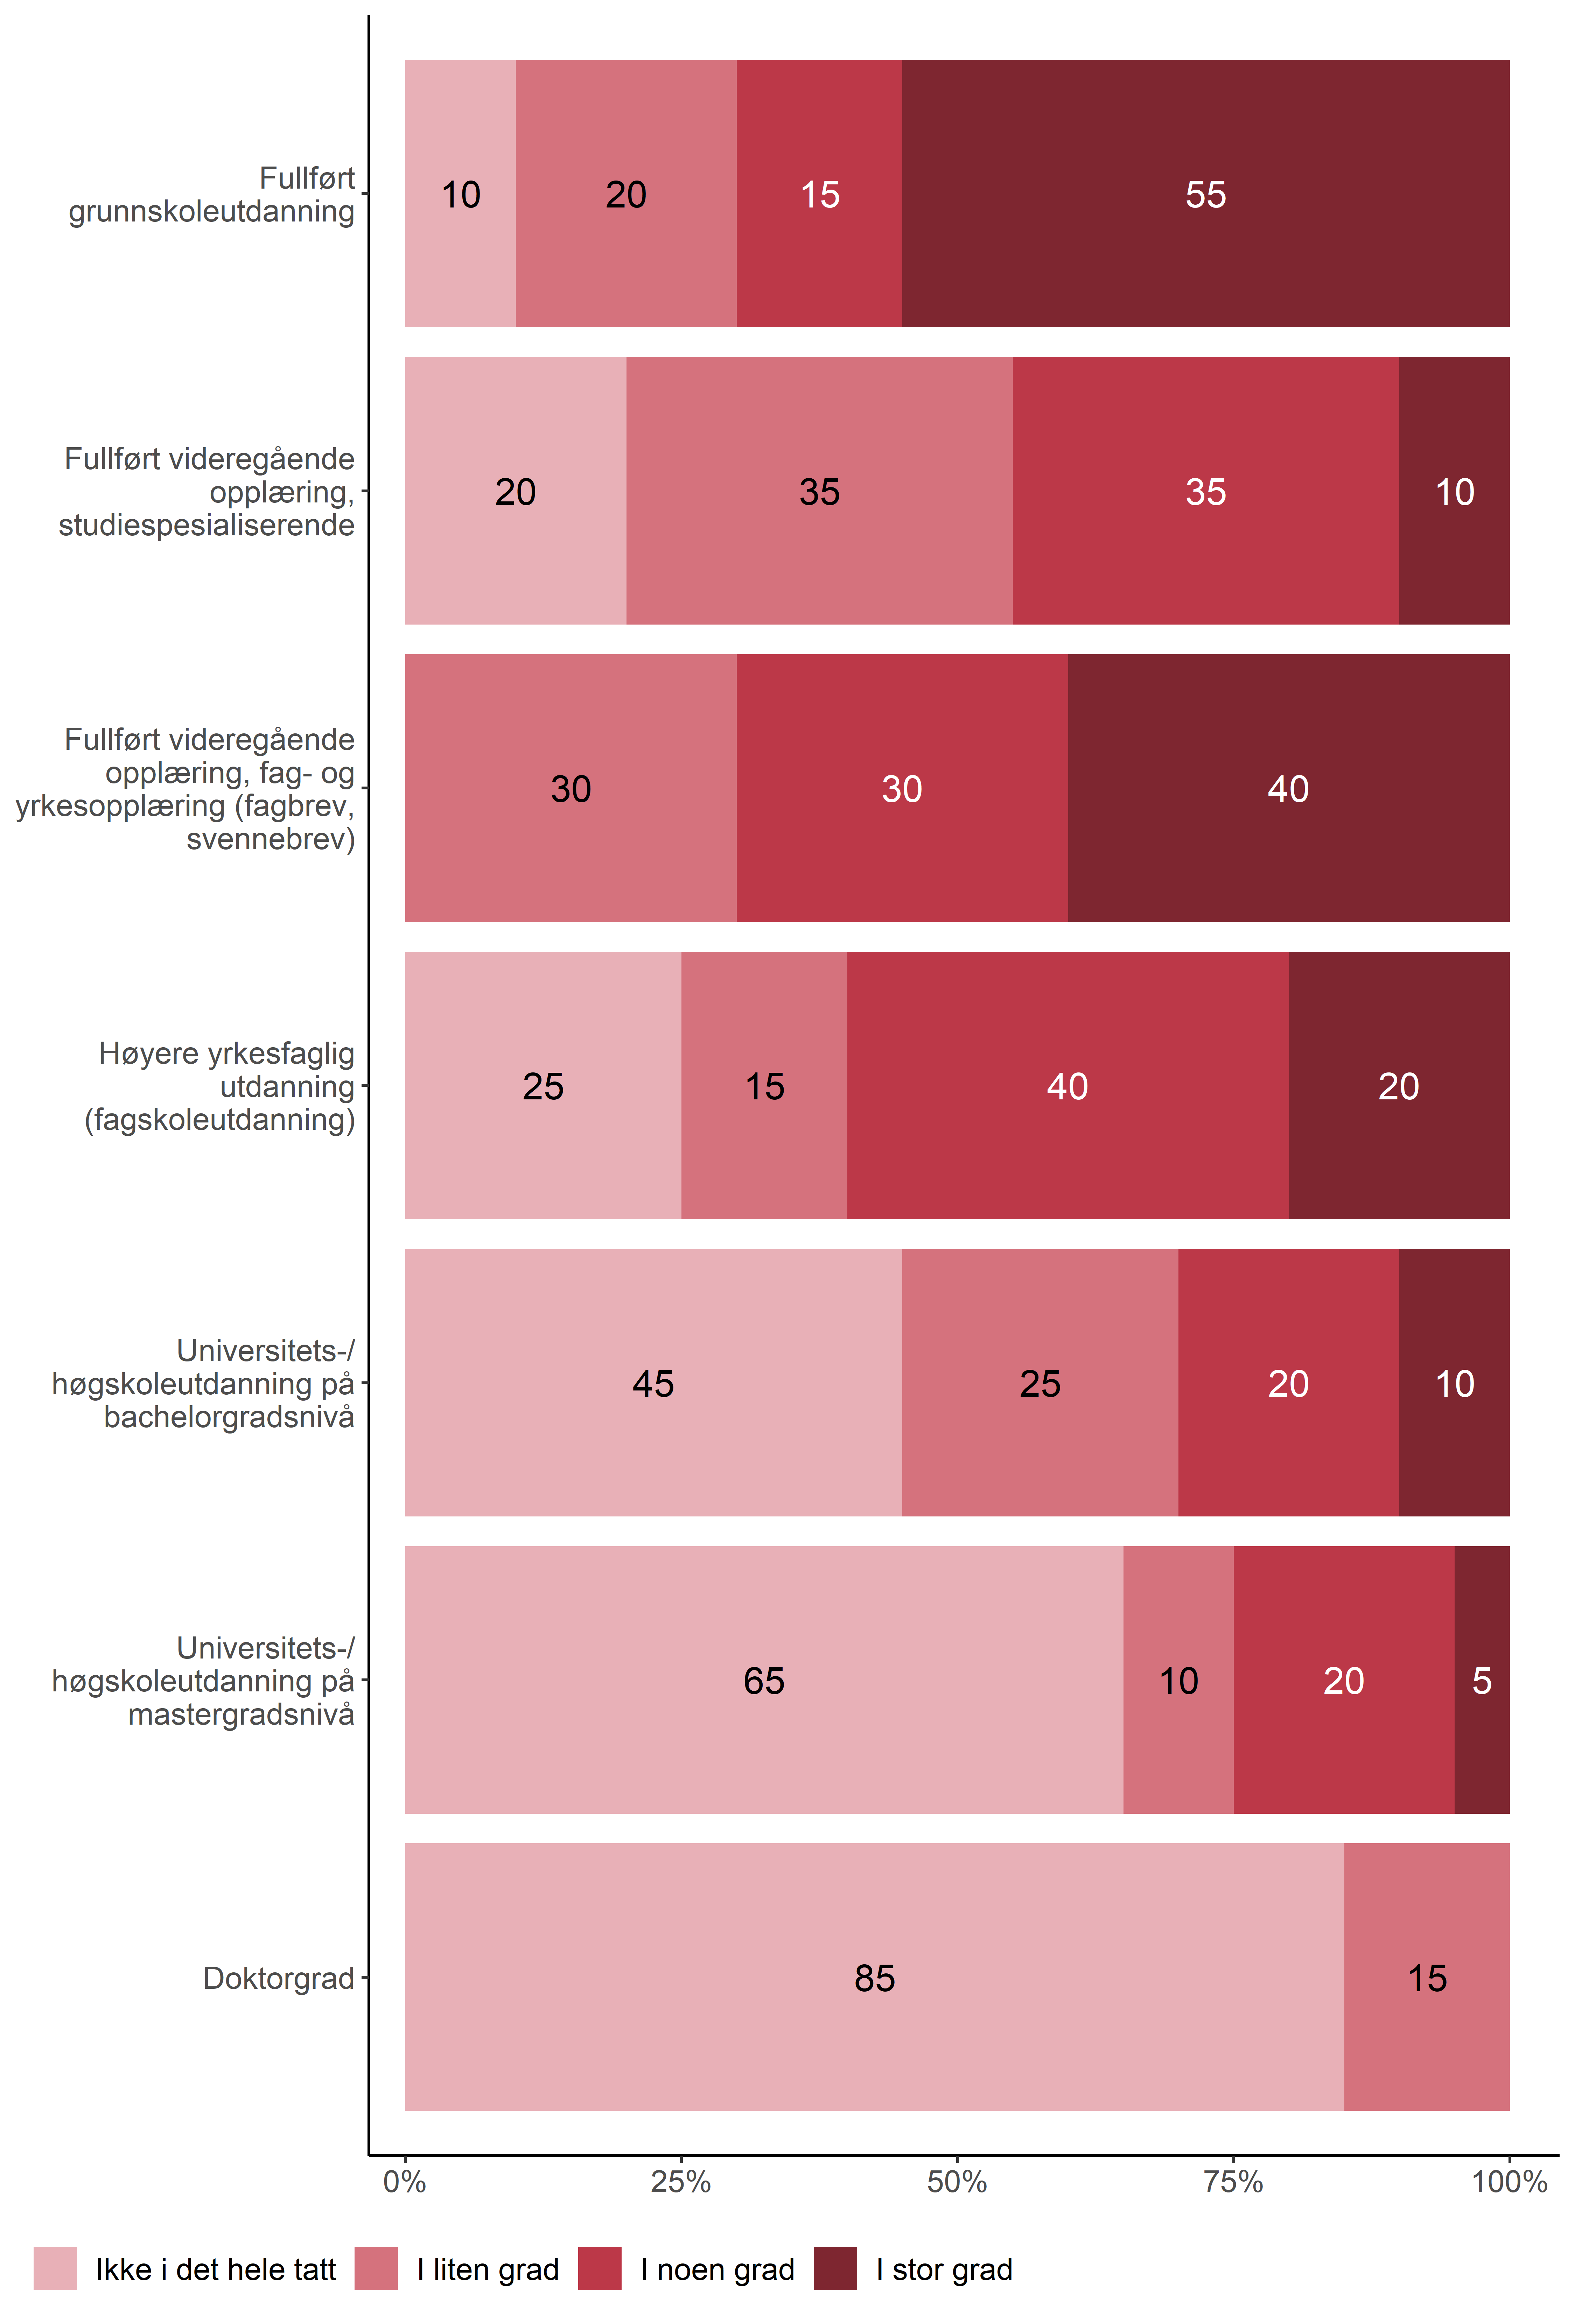 Fullført
grunnskoleutdanning
10 20 15 55
Fullført videregående
opplæring,
studiespesialiserende
20 35 35 10
Fullført videregående
opplæring, fag- og
yrkesopplæring (fagbrev,
svennebrev)
30 30 40
Høyere yrkesfaglig
utdanning
(fagskoleutdanning)
25 15 40 20
Universitets-/
høgskoleutdanning på
bachelorgradsnivå
45 25 20 10
Universitets-/
høgskoleutdanning på
mastergradsnivå
65 10 20 5
Doktorgrad
85 15
0% 25% 50% 75% 100%
Ikke i det hele tatt I liten grad I noen grad I stor grad